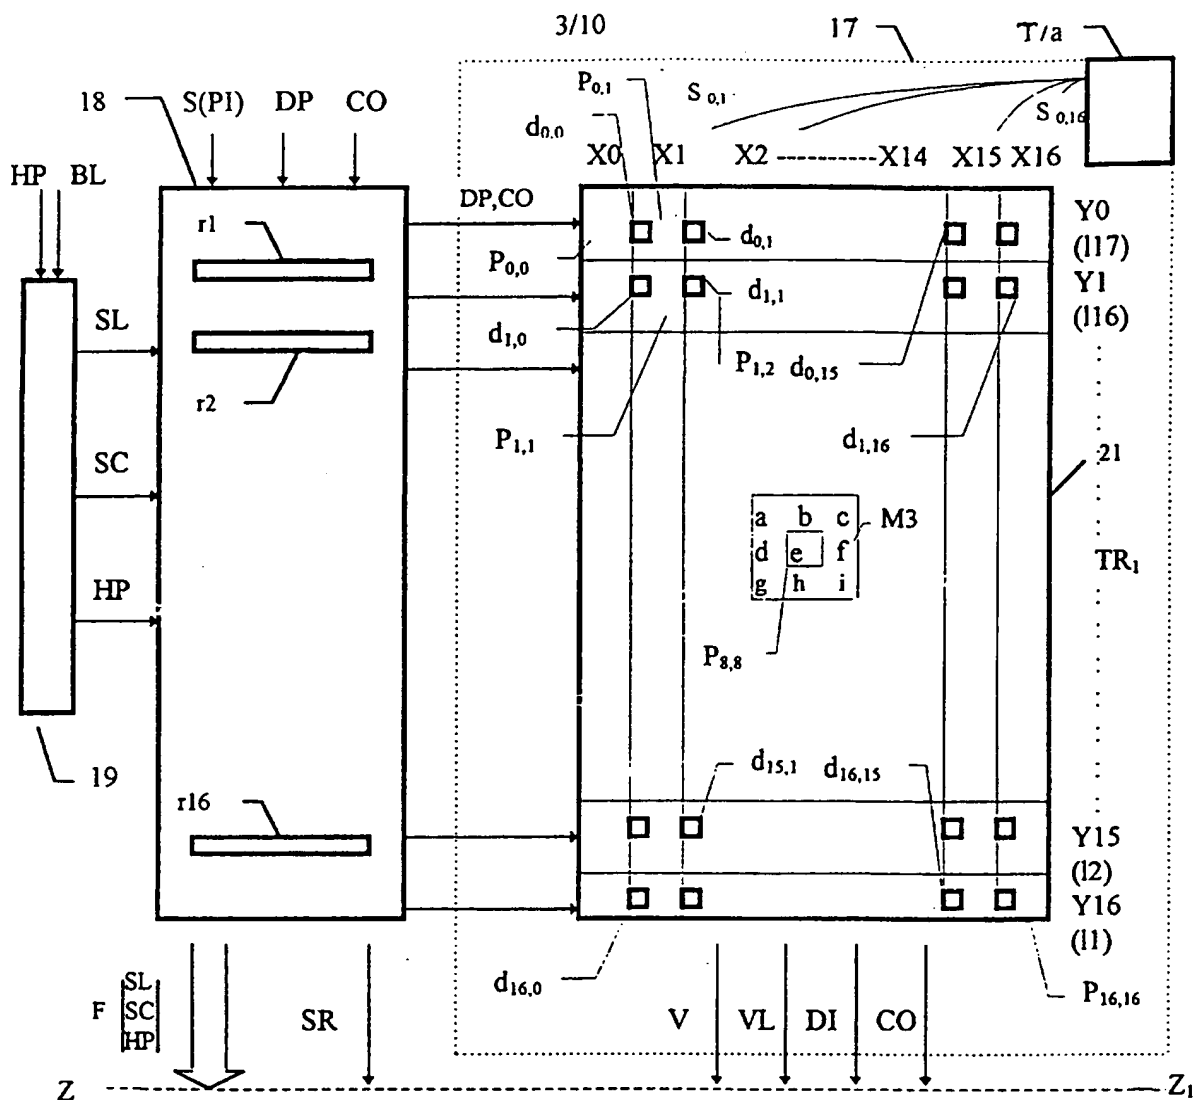 3/10
17
T/a
P0,1
S 0,1
S 0,16
18
S(PI) DP CO
d0,0
X0 X1 X2 ---------- X14 X15 X16
HP BL
DP,CO
r1
P0,0
d0,1
Y0
(l17)
SL
d1,0
d1,1
Y1
(l16)
r2
P1,2 d0,15
P1,1
d1,16
21
SC
a b c
M3
d e f
g h i
TR1
HP
P8,8
19
d15,1 d16,15
r16
Y15
(l2)
Y16
(l1)
d16,0
P16,16
F
SL
SC
HP
SR
V VL DI CO
Z
Z1